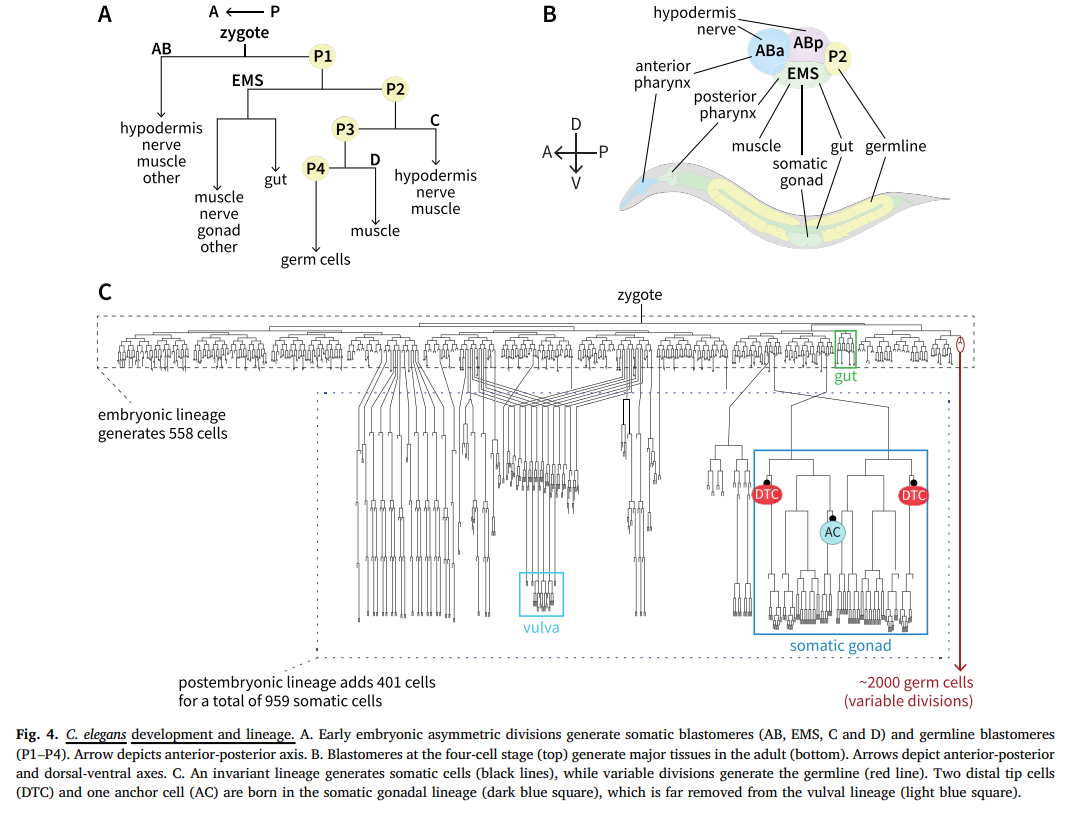 A
A P
zygote
AB
P1
EMS
P2
C
P3
D
P4
hypodermis
nerve
muscle
other
muscle
nerve
gonad
other
gut
hypodermis
nerve
muscle
muscle
germ cells
B
hypodermis
nerve
ABa
ABp
P2
EMS
anterior
pharynx
posterior
pharynx
muscle
somatic
gonad
gut
germline
D
A P
V
C
zygote
gut
embryonic lineage
generates 558 cells
DTC
DTC
AC
vulva
somatic gonad
postembryonic lineage adds 401 cells
for a total of 959 somatic cells
~2000 germ cells
(variable divisions)
Fig. 4. C. elegans development and lineage. A. Early embryonic asymmetric divisions generate somatic blastomeres (AB, EMS, C and D) and germline blastomeres
(P1–P4). Arrow depicts anterior-posterior axis. B. Blastomeres at the four-cell stage (top) generate major tissues in the adult (bottom). Arrows depict anterior-posterior
and dorsal-ventral axes. C. An invariant lineage generates somatic cells (black lines), while variable divisions generate the germline (red line). Two distal tip cells
(DTC) and one anchor cell (AC) are born in the somatic gonadal lineage (dark blue square), which is far removed from the vulval lineage (light blue square).